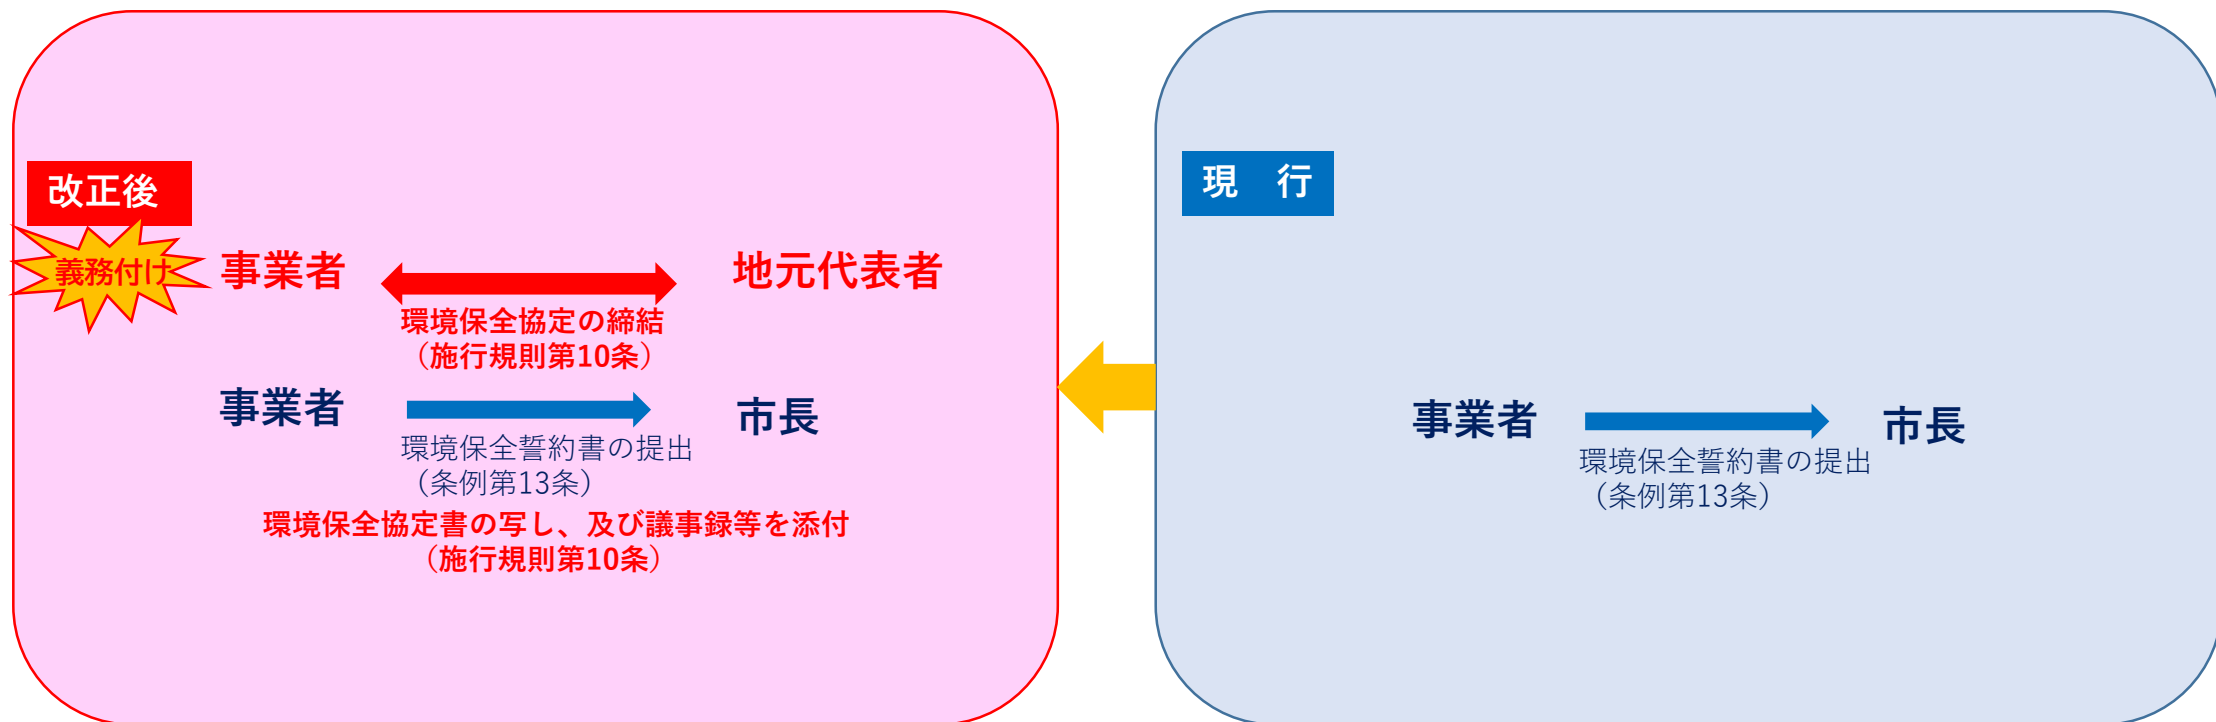 改正後
義務付け
事業者
地元代表者
環境保全協定の締結
（施行規則第10条）
事業者
市長
環境保全誓約書の提出
（条例第13条）
環境保全協定書の写し、及び議事録等を添付
（施行規則第10条）
現　行
事業者
市長
環境保全誓約書の提出
（条例第13条）